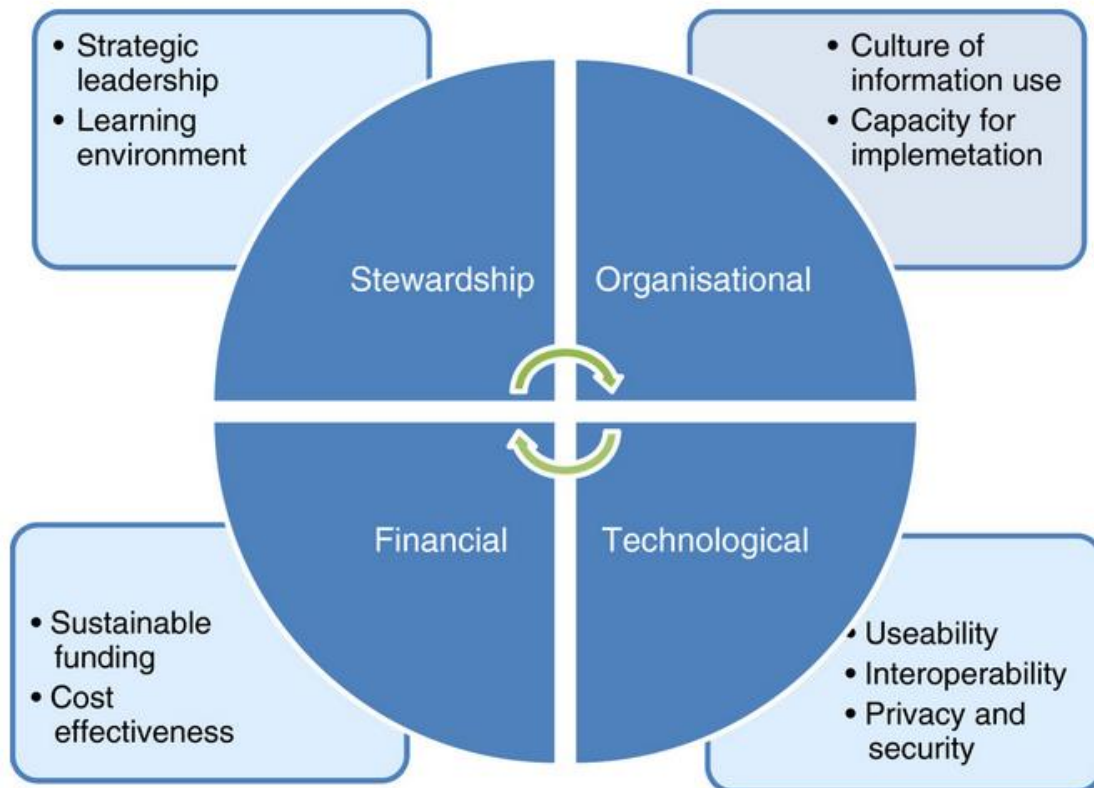 • Strategic
leadership
• Learning
environment
• Culture of
information use
• Capacity for
implemetation
Stewardship
Organisational
Financial
Technological
• Sustainable
funding
• Cost
effectiveness
• Useability
• Interoperability
• Privacy and
security